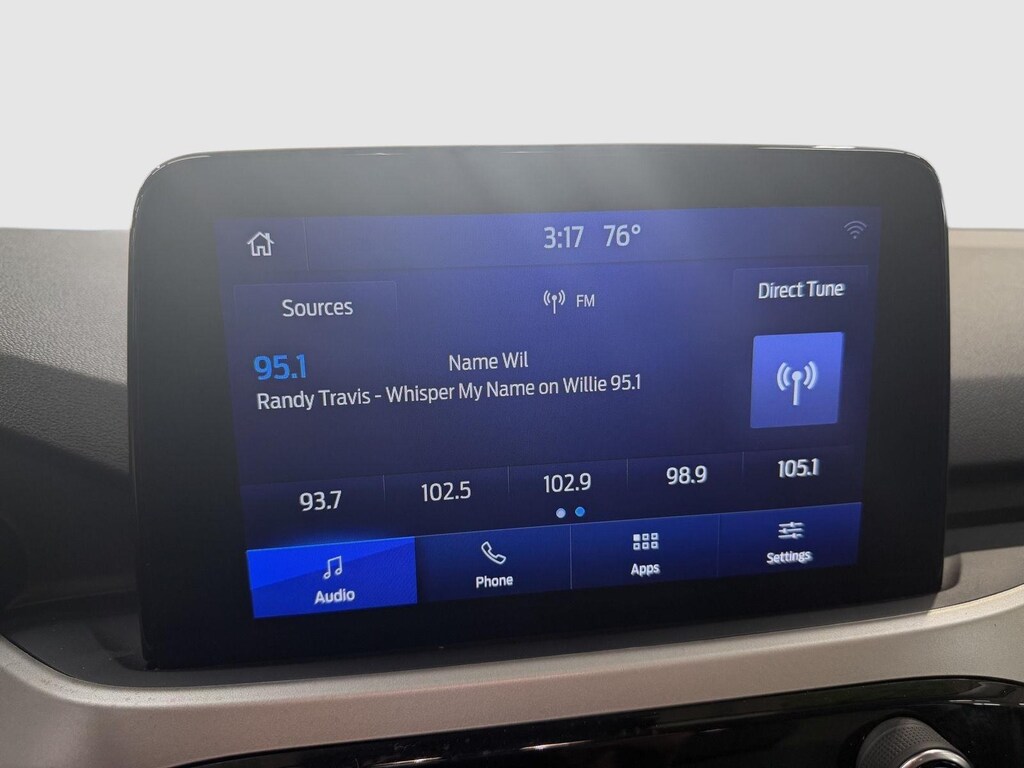 3:17 76°
Sources
FM
Direct Tune
95.1
Name Wil
Randy Travis - Whisper My Name on Willie 95.1
93.7
102.5
102.9
98.9
105.1
Audio
Phone
Apps
Settings